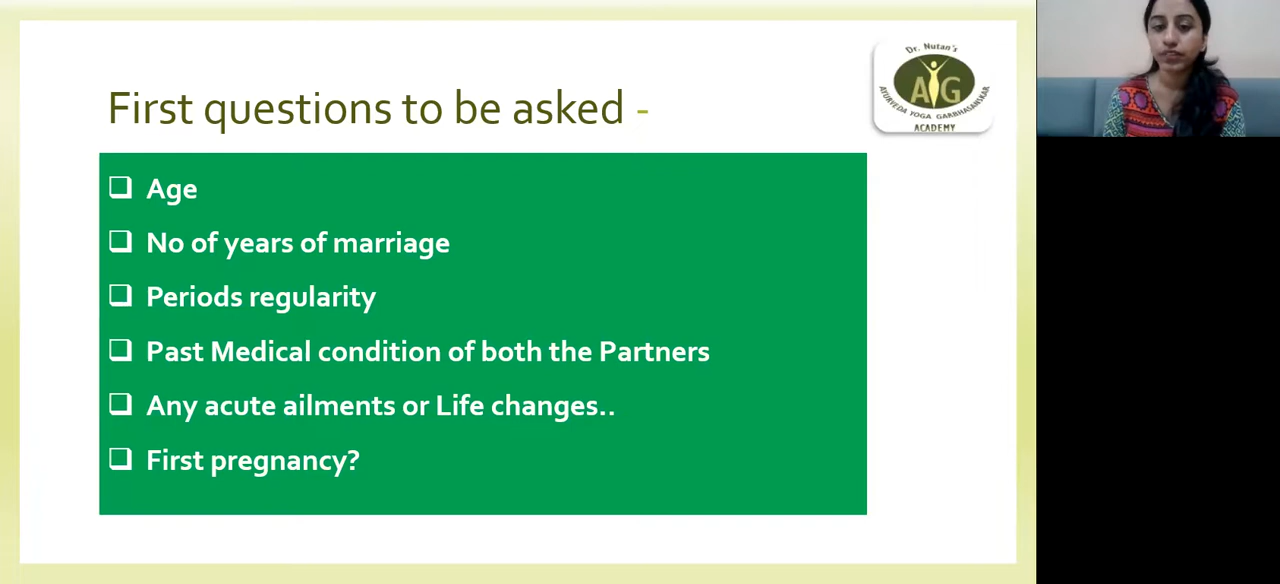 First questions to be asked -
Dr. Nutan's
AYG
AYURVEDA YOGA GARBHASANSKAR
ACADEMY
❑ Age
❑ No of years of marriage
❑ Periods regularity
❑ Past Medical condition of both the Partners
❑ Any acute ailments or Life changes..
❑ First pregnancy?